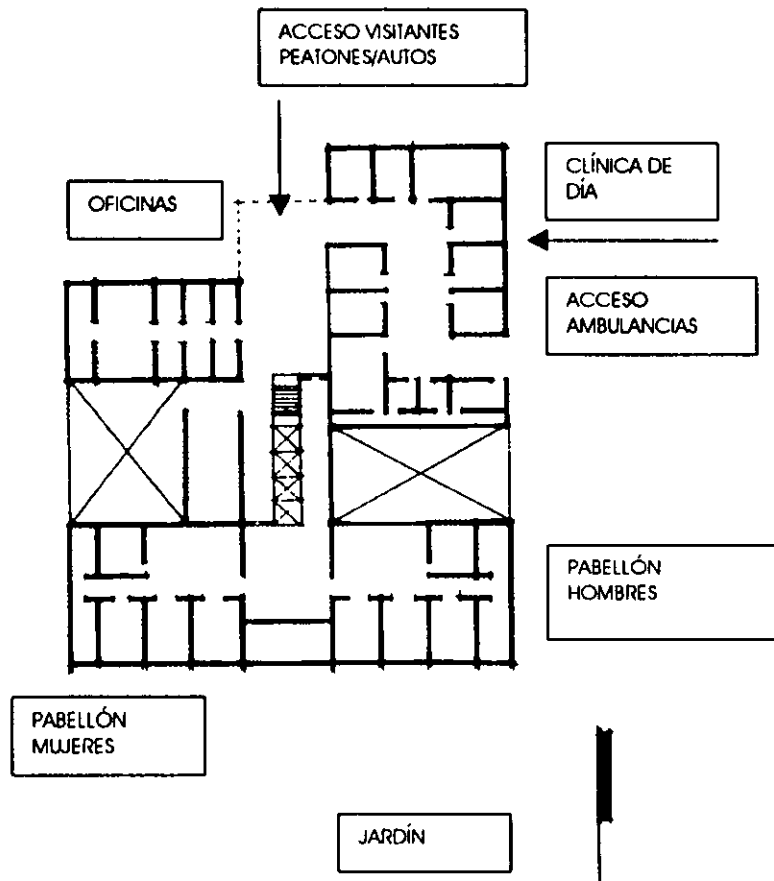 ACCESO VISITANTES
PEATONES/AUTOS
CLÍNICA DE
DÍA
OFICINAS
ACCESO
AMBULANCIAS
PABELLÓN
HOMBRES
PABELLÓN
MUJERES
JARDÍN